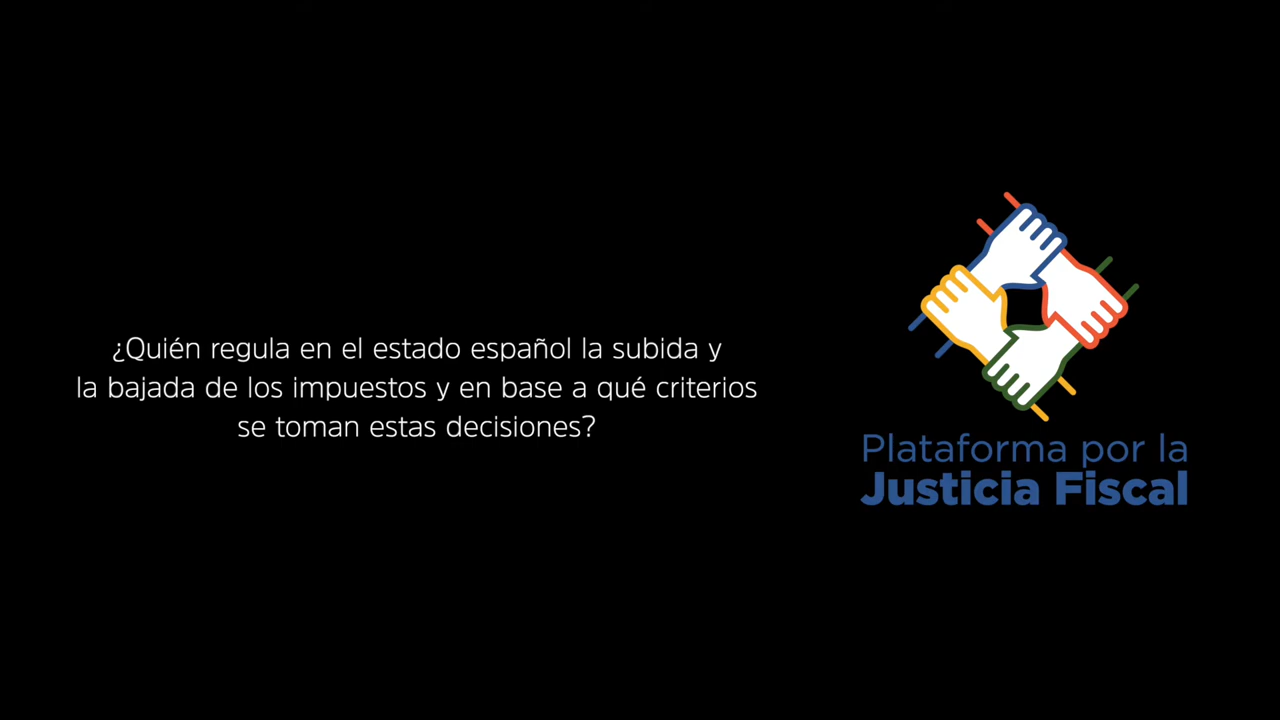 ¿Quién regula en el estado español la subida y
la bajada de los impuestos y en base a qué criterios
se toman estas decisiones?
Plataforma por la
Justicia Fiscal